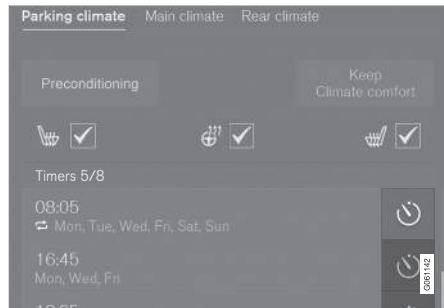 Parking climate Main climate Rear climate
Preconditioning
Keep
Climate comfort
Timers 5/8
08:05
Mon, Tue, Wed, Fri, Sat, Sun
16:45
Mon, Wed, Fri
G061142